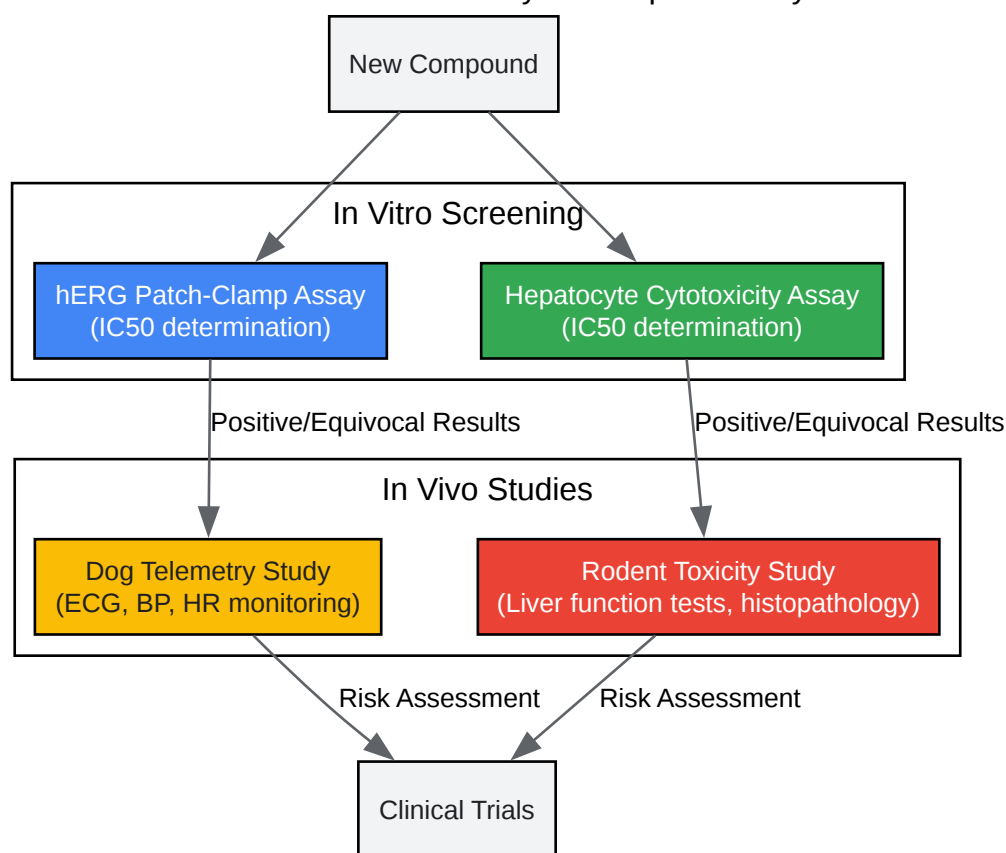 New Compound
In Vitro Screening
hERG Patch-Clamp Assay
(IC50 determination)
Hepatocyte Cytotoxicity Assay
(IC50 determination)
Positive/Equivocal Results
Positive/Equivocal Results
In Vivo Studies
Dog Telemetry Study
(ECG, BP, HR monitoring)
Rodent Toxicity Study
(Liver function tests, histopathology)
Risk Assessment
Risk Assessment
Clinical Trials